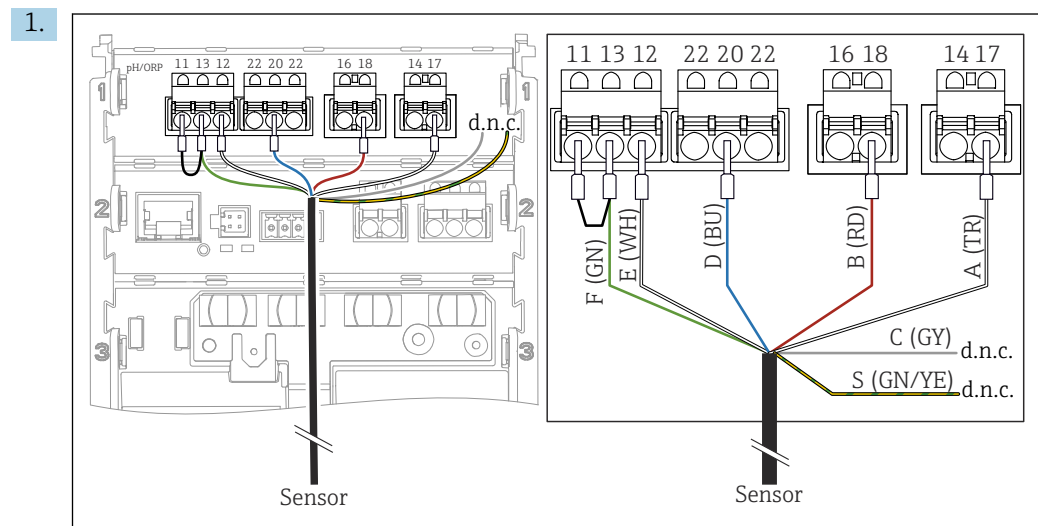 1.
pH/ORP 11 13 12 22 20 22 16 18 14 17
1 1
d.n.c.
2 2
3 3
Sensor
11 13 12 22 20 22 16 18 14 17
F (GN)
E (WH)
D (BU)
B (RD)
A (TR)
C (GY) d.n.c.
S (GN/YE) d.n.c.
Sensor